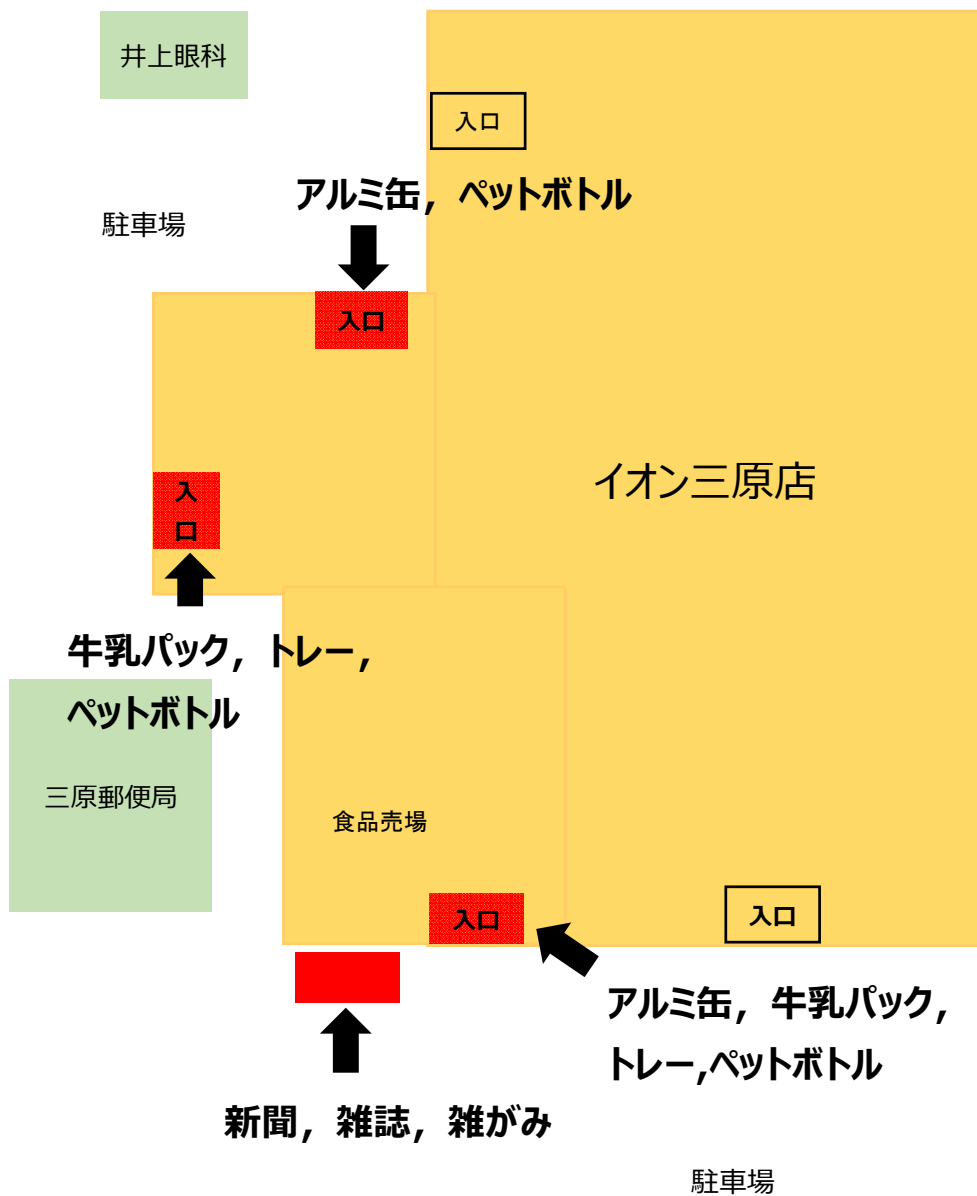 井上眼科
入口
アルミ缶，ペットボトル
駐車場
入口
イオン三原店
入
口
牛乳パック，トレー，
ペットボトル
三原郵便局
食品売場
入口
入口
アルミ缶，牛乳パック，
トレー,ペットボトル
新聞，雑誌，雑がみ
駐車場